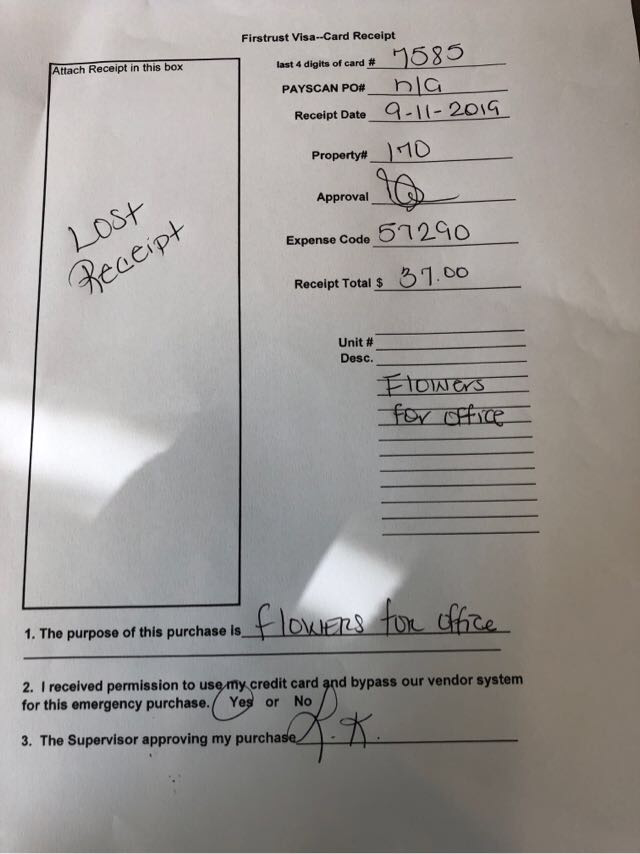 Firstrust Visa--Card Receipt
Attach Receipt in this box
last 4 digits of card # 7585
PAYSCAN PO# n/a
Receipt Date 9-11-2019
Property# 170
Approval
Expense Code 57290
Receipt Total $ 37.00
LOST
Receipt
Unit #
Desc.
Flowers
for office
1. The purpose of this purchase is flowers for office
2. I received permission to use my credit card and bypass our vendor system
for this emergency purchase. Yes or No
3. The Supervisor approving my purchase K.K.